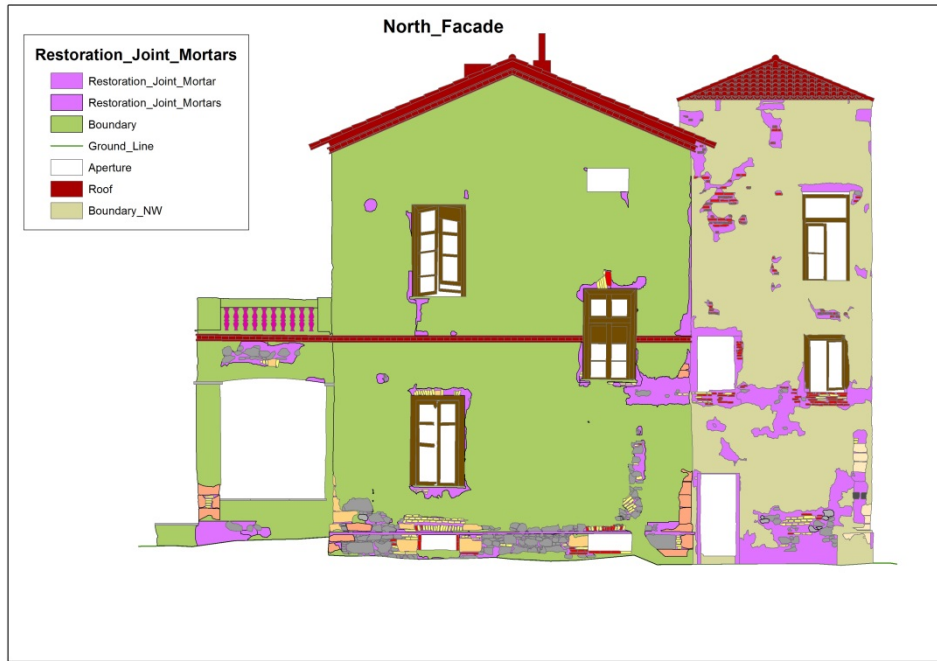 North_Facade
Restoration_Joint_Mortars
Restoration_Joint_Mortar
Restoration_Joint_Mortars
Boundary
Ground_Line
Aperture
Roof
Boundary_NW